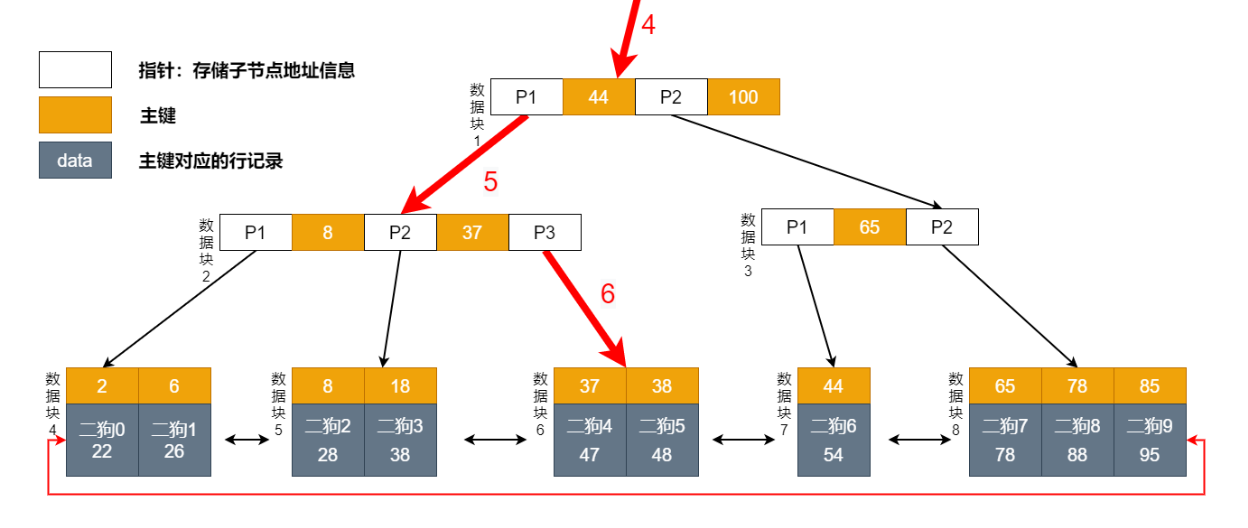 4
指针：存储子节点地址信息
主键
data 主键对应的行记录
数据块1
P1 44 P2 100
5
数据块2
P1 8 P2 37 P3
数据块3
P1 65 P2
6
数据块4
2 6
二狗0 二狗1
22 26
数据块5
8 18
二狗2 二狗3
28 38
数据块6
37 38
二狗4 二狗5
47 48
数据块7
44
二狗6
54
数据块8
65 78 85
二狗7 二狗8 二狗9
78 88 95